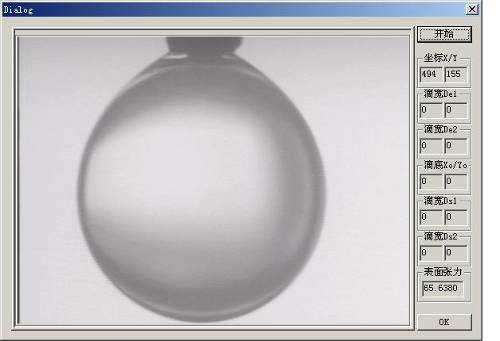 Dialog
开始
坐标X/Y
494 155
滴宽De1
0 0
滴宽De2
0 0
滴底Xo/Yo
0 0
滴宽Ds1
0 0
滴宽Ds2
0 0
表面张力
65.6380
OK